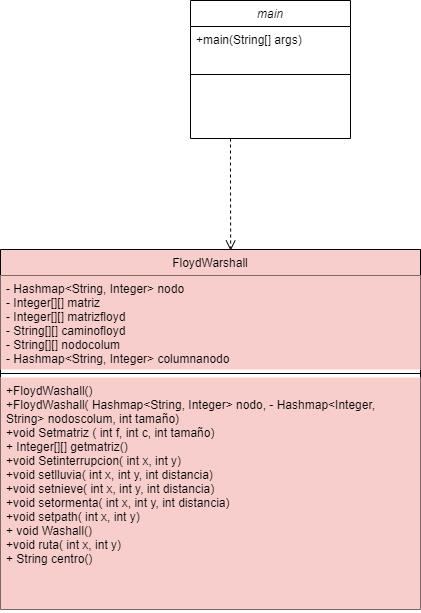 main
+main(String[] args)
FloydWarshall
- Hashmap<String, Integer> nodo
- Integer[][] matriz
- Integer[][] matrizfloyd
- String[][] caminofloyd
- String[][] nodocolum
- Hashmap<String, Integer> columnanodo
+FloydWashall()
+FloydWashall( Hashmap<String, Integer> nodo, - Hashmap<Integer,
String> nodoscolum, int tamaño)
+void Setmatriz ( int f, int c, int tamaño)
+ Integer[][] getmatriz()
+void Setinterrupcion( int x, int y)
+void setlluvia( int x, int y, int distancia)
+void setnieve( int x, int y, int distancia)
+void setormenta( int x, int y, int distancia)
+void setpath( int x, int y)
+ void Washall()
+void ruta( int x, int y)
+ String centro()